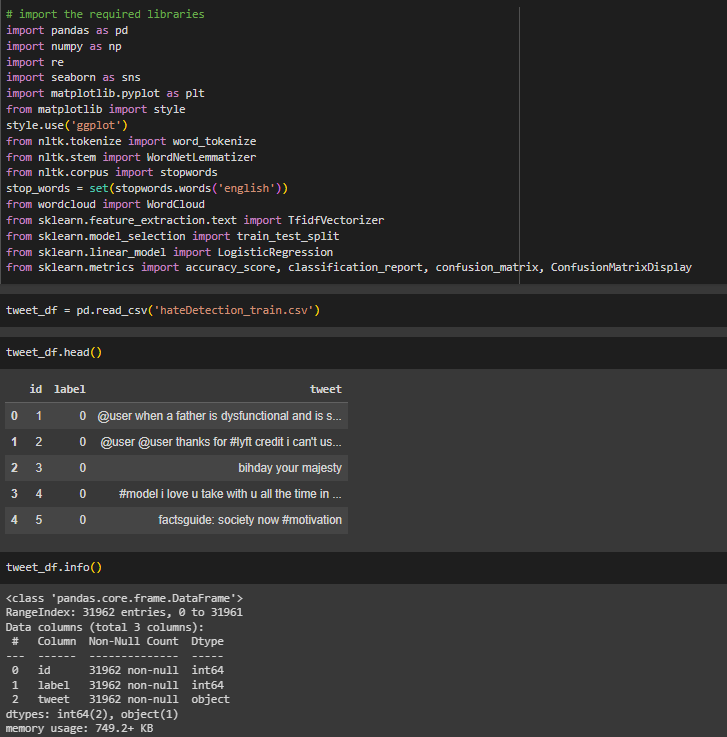 # import the required libraries
import pandas as pd
import numpy as np
import re
import seaborn as sns
import matplotlib.pyplot as plt
from matplotlib import style
style.use('ggplot')
from nltk.tokenize import word_tokenize
from nltk.stem import WordNetLemmatizer
from nltk.corpus import stopwords
stop_words = set(stopwords.words('english'))
from wordcloud import WordCloud
from sklearn.feature_extraction.text import TfidfVectorizer
from sklearn.model_selection import train_test_split
from sklearn.linear_model import LogisticRegression
from sklearn.metrics import accuracy_score, classification_report, confusion_matrix, ConfusionMatrixDisplay
tweet_df = pd.read_csv('hateDetection_train.csv')
tweet_df.head()
id label tweet
0 1 0 @user when a father is dysfunctional and is s...
1 2 0 @user @user thanks for #lyft credit i can't us...
2 3 0 bihday your majesty
3 4 0 #model i love u take with u all the time in ...
4 5 0 factsguide: society now #motivation
tweet_df.info()
<class 'pandas.core.frame.DataFrame'>
RangeIndex: 31962 entries, 0 to 31961
Data columns (total 3 columns):
# Column Non-Null Count Dtype
--- ------ -------------- -----
0 id 31962 non-null int64
1 label 31962 non-null int64
2 tweet 31962 non-null object
dtypes: int64(2), object(1)
memory usage: 749.2+ KB